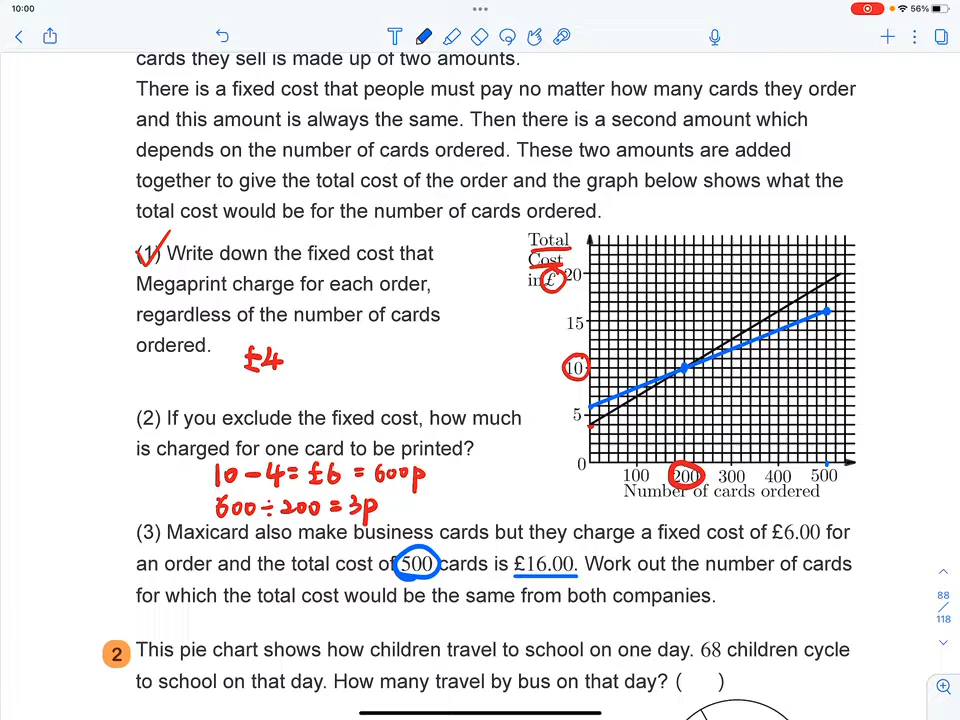 10:00
56%
cards they sell is made up of two amounts.
There is a fixed cost that people must pay no matter how many cards they order
and this amount is always the same. Then there is a second amount which
depends on the number of cards ordered. These two amounts are added
together to give the total cost of the order and the graph below shows what the
total cost would be for the number of cards ordered.
(1) Write down the fixed cost that
Megaprint charge for each order,
regardless of the number of cards
ordered.
£4
Total
Cost
in £
20
15
10
5
0
100 200 300 400 500
Number of cards ordered
(2) If you exclude the fixed cost, how much
is charged for one card to be printed?
10 - 4 = £6 = 600p
600 ÷ 200 = 3p
(3) Maxicard also make business cards but they charge a fixed cost of £6.00 for
an order and the total cost of 500 cards is £16.00. Work out the number of cards
for which the total cost would be the same from both companies.
88
/
118
2 This pie chart shows how children travel to school on one day. 68 children cycle
to school on that day. How many travel by bus on that day? ( )